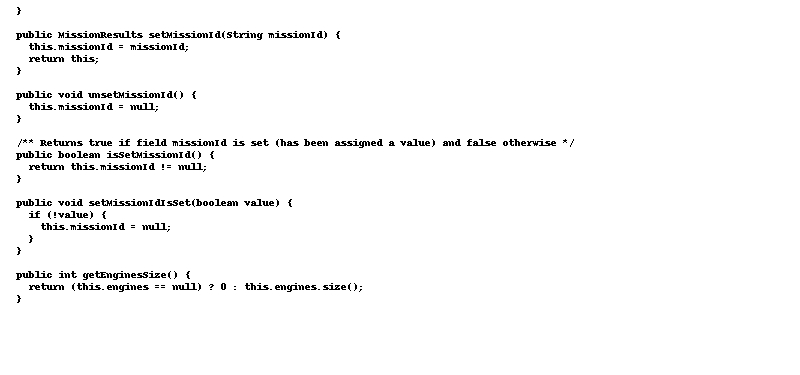 }

public MissionResults setMissionId(String missionId) {
  this.missionId = missionId;
  return this;
}

public void unsetMissionId() {
  this.missionId = null;
}

/** Returns true if field missionId is set (has been assigned a value) and false otherwise */
public boolean isSetMissionId() {
  return this.missionId != null;
}

public void setMissionIdIsSet(boolean value) {
  if (!value) {
    this.missionId = null;
  }
}

public int getEnginesSize() {
  return (this.engines == null) ? 0 : this.engines.size();
}